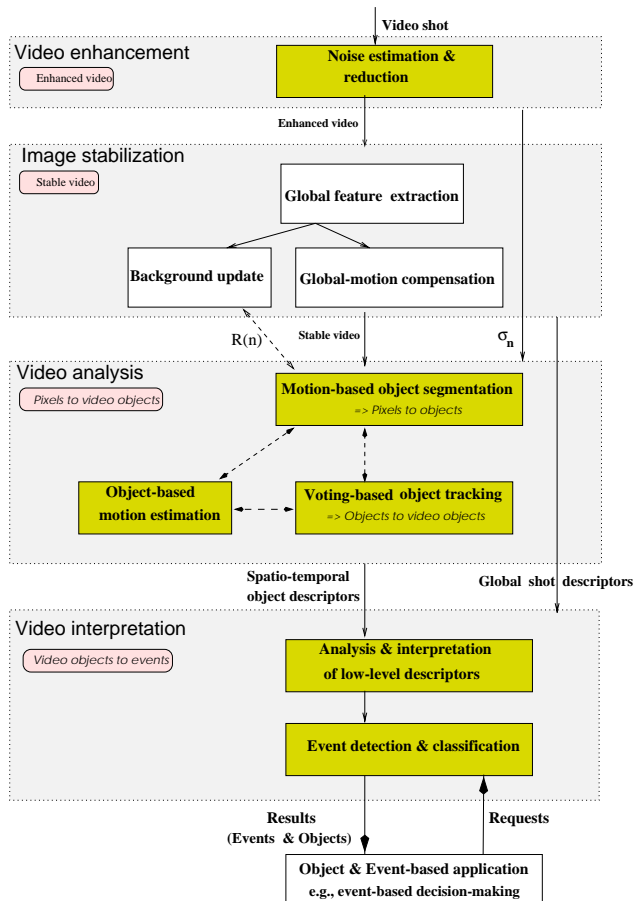 Video shot
Video enhancement
Enhanced video
Noise estimation &
reduction
Enhanced video
Image stabilization
Stable video
Global feature extraction
Background update
Global-motion compensation
R(n)
Stable video
σn
Video analysis
Pixels to video objects
Motion-based object segmentation
=> Pixels to objects
Object-based
motion estimation
Voting-based object tracking
=> Objects to video objects
Spatio-temporal
object descriptors
Global shot descriptors
Video interpretation
Video objects to events
Analysis & interpretation
of low-level descriptors
Event detection & classification
Results
(Events & Objects)
Requests
Object & Event-based application
e.g., event-based decision-making